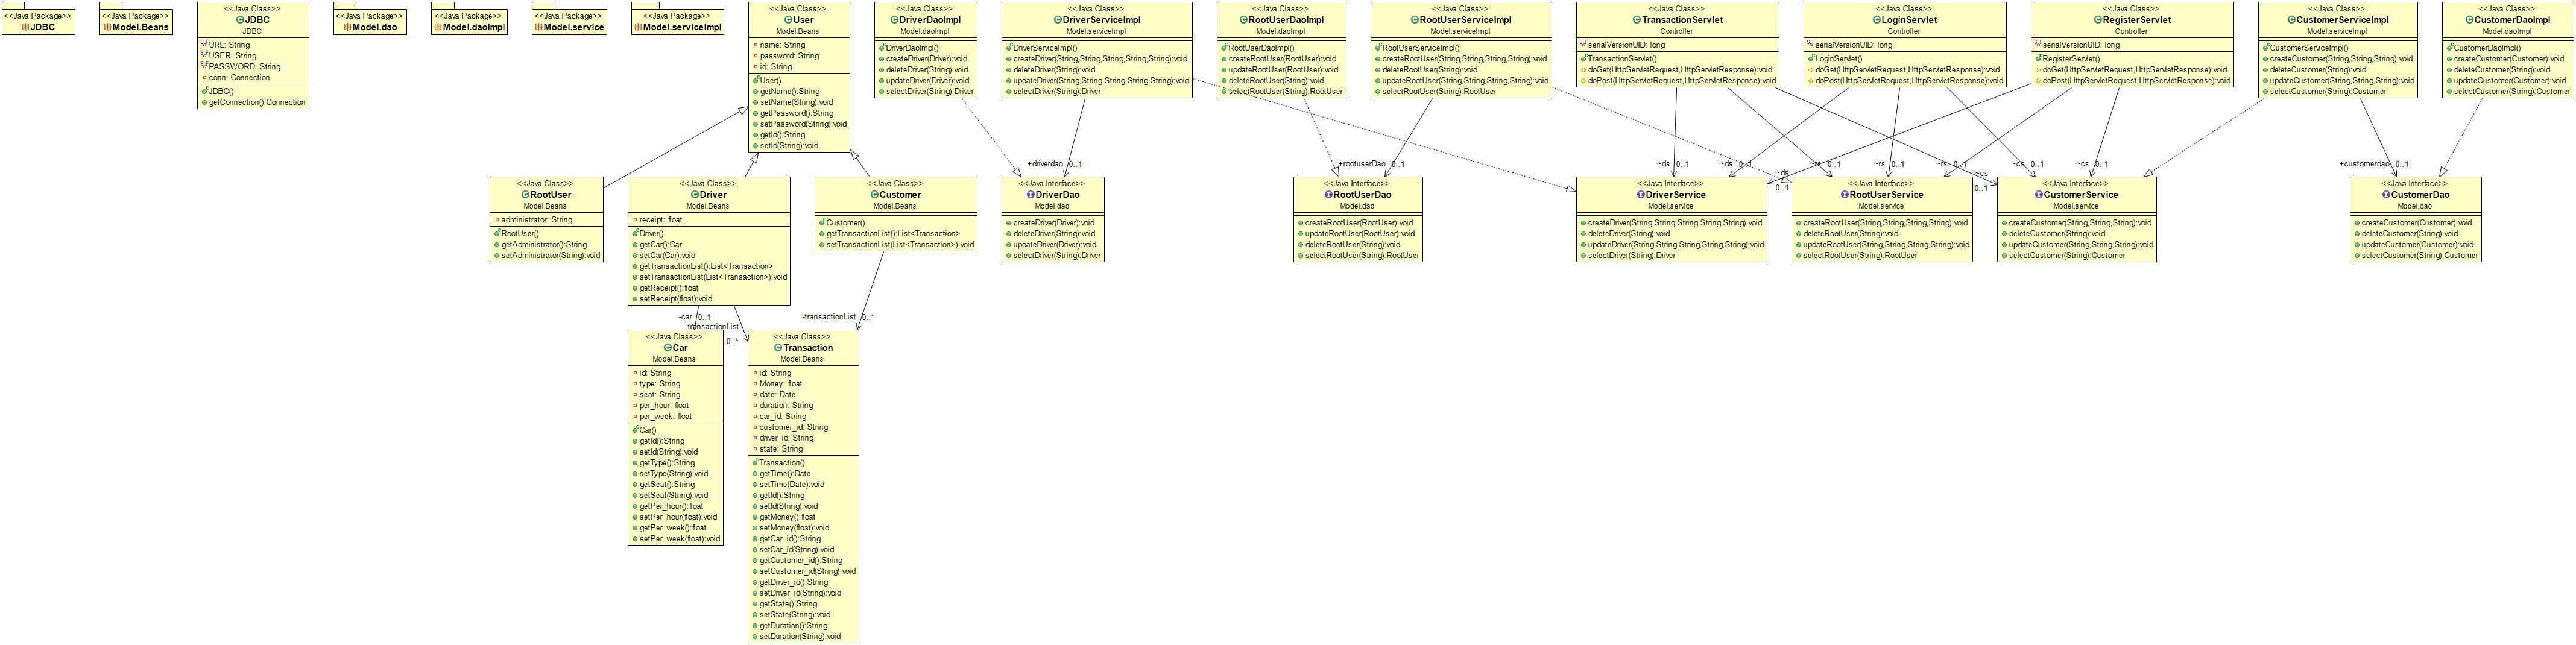 <<Java Package>>
JDBC
<<Java Package>>
Model.Beans
<<Java Class>>
JDBC
JDBC
URL: String
USER: String
PASSWORD: String
conn: Connection
JDBC()
getConnection():Connection
<<Java Package>>
Model.dao
<<Java Package>>
Model.daoImpl
<<Java Package>>
Model.service
<<Java Package>>
Model.serviceImpl
<<Java Class>>
User
Model.Beans
name: String
password: String
id: String
User()
getName():String
setName(String):void
getPassword():String
setPassword(String):void
getId():String
setId(String):void
<<Java Class>>
DriverDaoImpl
Model.daoImpl
DriverDaoImpl()
createDriver(Driver):void
deleteDriver(String):void
updateDriver(Driver):void
selectDriver(String):Driver
<<Java Class>>
DriverServiceImpl
Model.serviceImpl
DriverServiceImpl()
createDriver(String,String,String,String,String):void
deleteDriver(String):void
updateDriver(String,String,String,String,String):void
selectDriver(String):Driver
<<Java Class>>
RootUserDaoImpl
Model.daoImpl
RootUserDaoImpl()
createRootUser(RootUser):void
updateRootUser(RootUser):void
deleteRootUser(String):void
selectRootUser(String):RootUser
<<Java Class>>
RootUserServiceImpl
Model.serviceImpl
RootUserServiceImpl()
createRootUser(String,String,String,String):void
deleteRootUser(String):void
updateRootUser(String,String,String,String):void
selectRootUser(String):RootUser
<<Java Class>>
TransactionServlet
Controller
serialVersionUID: long
TransactionServlet()
doGet(HttpServletRequest,HttpServletResponse):void
doPost(HttpServletRequest,HttpServletResponse):void
<<Java Class>>
LoginServlet
Controller
serialVersionUID: long
LoginServlet()
doGet(HttpServletRequest,HttpServletResponse):void
doPost(HttpServletRequest,HttpServletResponse):void
<<Java Class>>
RegisterServlet
Controller
serialVersionUID: long
RegisterServlet()
doGet(HttpServletRequest,HttpServletResponse):void
doPost(HttpServletRequest,HttpServletResponse):void
<<Java Class>>
CustomerServiceImpl
Model.serviceImpl
CustomerServiceImpl()
createCustomer(String,String,String):void
deleteCustomer(String):void
updateCustomer(String,String,String):void
selectCustomer(String):Customer
<<Java Class>>
CustomerDaoImpl
Model.daoImpl
CustomerDaoImpl()
createCustomer(Customer):void
deleteCustomer(String):void
updateCustomer(Customer):void
selectCustomer(String):Customer
+driverdao 0..1
+rootuserDao 0..1
~ds 0..1
~ds 0..1
~rs 0..1
~rs 0..1
~rs 0..1
~cs 0..1
~cs 0..1
+customerdao 0..1
~ds
0..1
~cs
0..1
<<Java Class>>
RootUser
Model.Beans
administrator: String
RootUser()
getAdministrator():String
setAdministrator(String):void
<<Java Class>>
Driver
Model.Beans
receipt: float
Driver()
getCar():Car
setCar(Car):void
getTransactionList():List<Transaction>
setTransactionList(List<Transaction>):void
getReceipt():float
setReceipt(float):void
<<Java Class>>
Customer
Model.Beans
Customer()
getTransactionList():List<Transaction>
setTransactionList(List<Transaction>):void
<<Java Interface>>
DriverDao
Model.dao
createDriver(Driver):void
deleteDriver(String):void
updateDriver(Driver):void
selectDriver(String):Driver
<<Java Interface>>
RootUserDao
Model.dao
createRootUser(RootUser):void
updateRootUser(RootUser):void
deleteRootUser(String):void
selectRootUser(String):RootUser
<<Java Interface>>
DriverService
Model.service
createDriver(String,String,String,String,String):void
deleteDriver(String):void
updateDriver(String,String,String,String,String):void
selectDriver(String):Driver
<<Java Interface>>
RootUserService
Model.service
createRootUser(String,String,String,String):void
deleteRootUser(String):void
updateRootUser(String,String,String,String):void
selectRootUser(String):RootUser
<<Java Interface>>
CustomerService
Model.service
createCustomer(String,String,String):void
deleteCustomer(String):void
updateCustomer(String,String,String):void
selectCustomer(String):Customer
<<Java Interface>>
CustomerDao
Model.dao
createCustomer(Customer):void
deleteCustomer(String):void
updateCustomer(Customer):void
selectCustomer(String):Customer
-car 0..1
-transactionList
0..*
-transactionList 0..*
<<Java Class>>
Car
Model.Beans
id: String
type: String
seat: String
per_hour: float
per_week: float
Car()
getId():String
setId(String):void
getType():String
setType(String):void
getSeat():String
setSeat(String):void
getPer_hour():float
setPer_hour(float):void
getPer_week():float
setPer_week(float):void
<<Java Class>>
Transaction
Model.Beans
id: String
Money: float
date: Date
duration: String
car_id: String
customer_id: String
driver_id: String
state: String
Transaction()
getTime():Date
setTime(Date):void
getId():String
setId(String):void
getMoney():float
setMoney(float):void
getCar_id():String
setCar_id(String):void
getCustomer_id():String
setCustomer_id(String):void
getDriver_id():String
setDriver_id(String):void
getState():String
setState(String):void
getDuration():String
setDuration(String):void